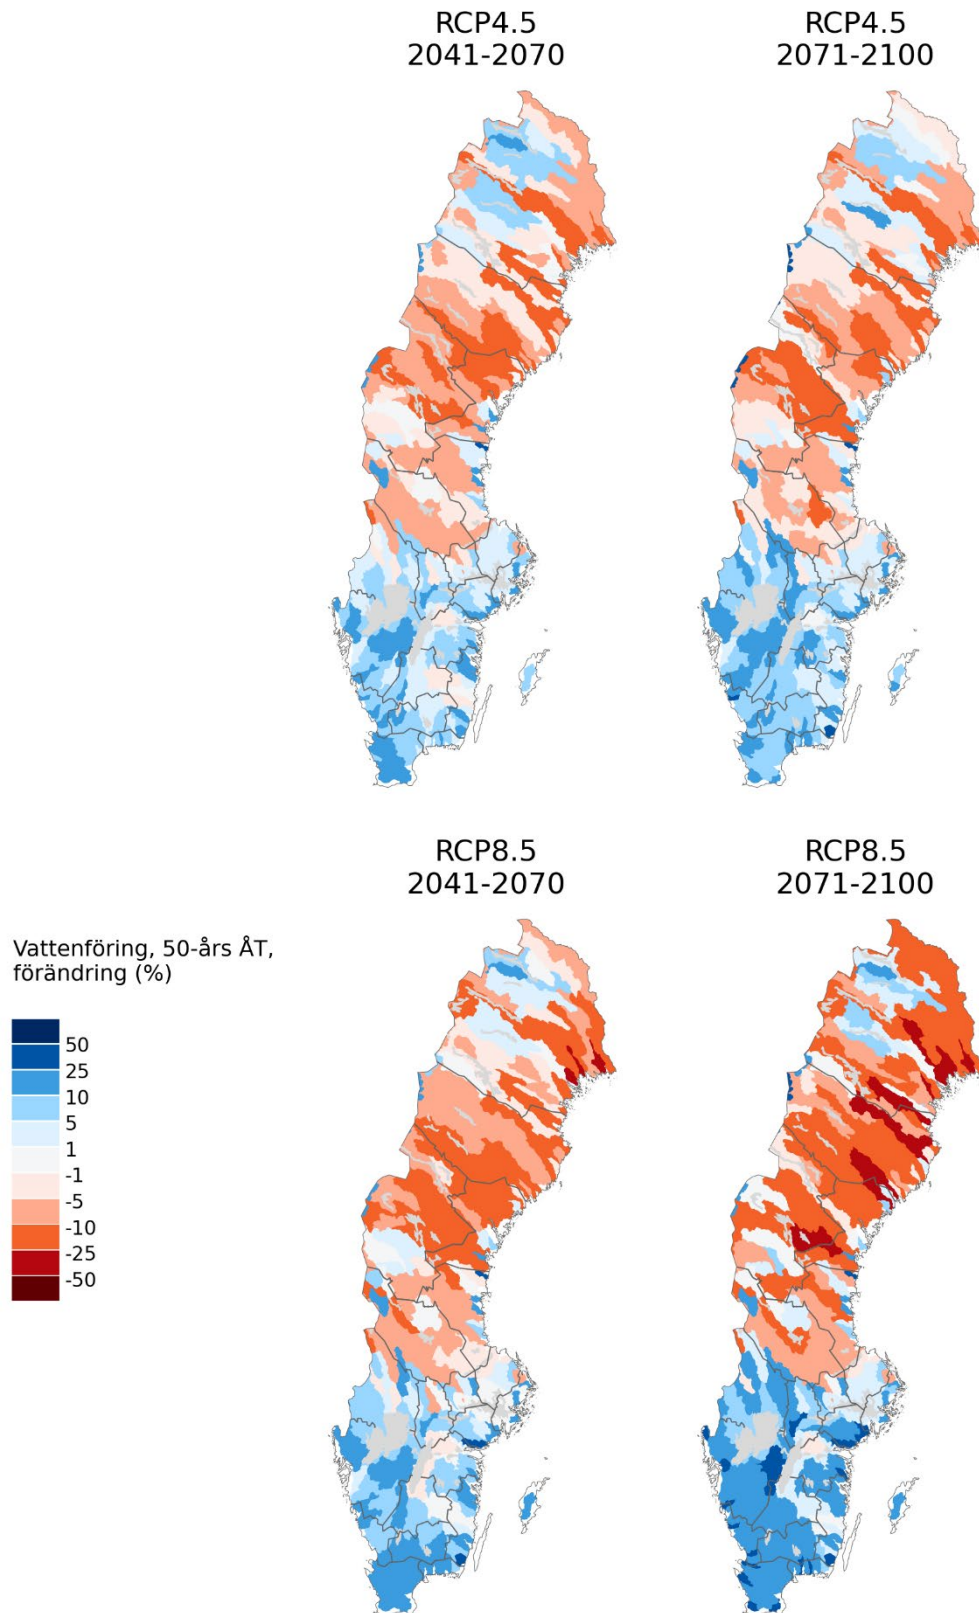 RCP4.5
2041-2070
RCP4.5
2071-2100
RCP8.5
2041-2070
RCP8.5
2071-2100
Vattenföring, 50-års ÅT,
förändring (%)
50
25
10
5
1
-1
-5
-10
-25
-50